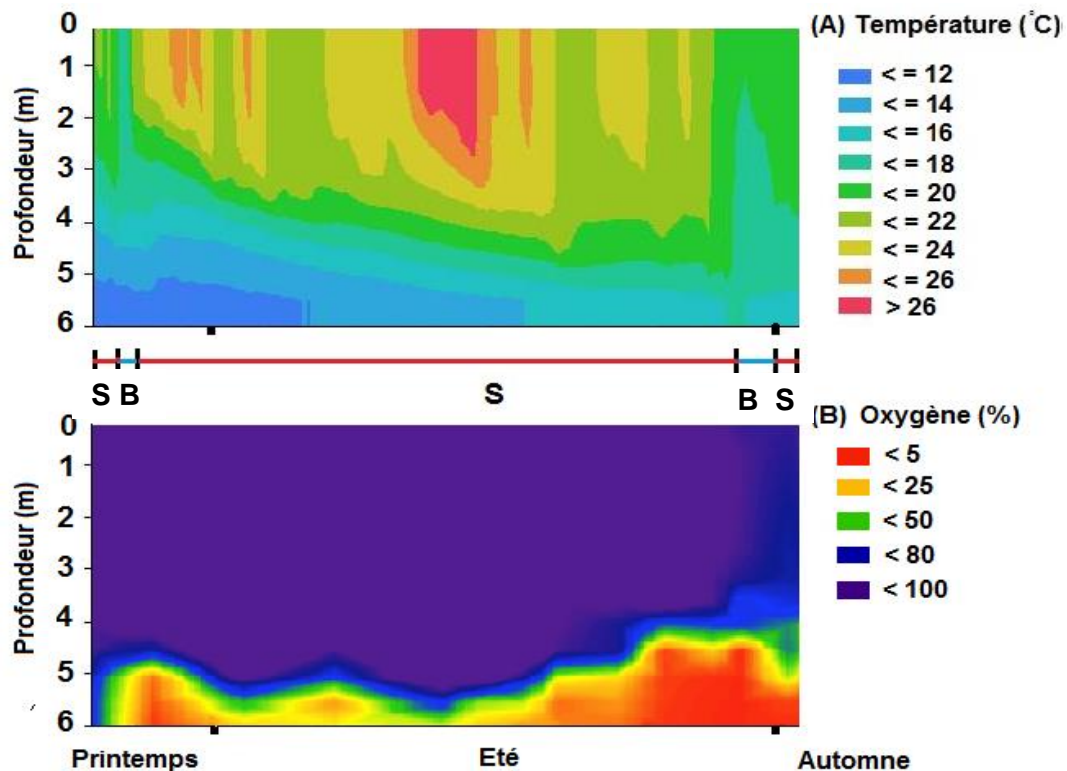 (A) Température (°C)
Profondeur (m)
0
1
2
3
4
5
6
< = 12
< = 14
< = 16
< = 18
< = 20
< = 22
< = 24
< = 26
> 26
S B S B S
(B) Oxygène (%)
Profondeur (m)
0
1
2
3
4
5
6
< 5
< 25
< 50
< 80
< 100
Printemps Eté Automne